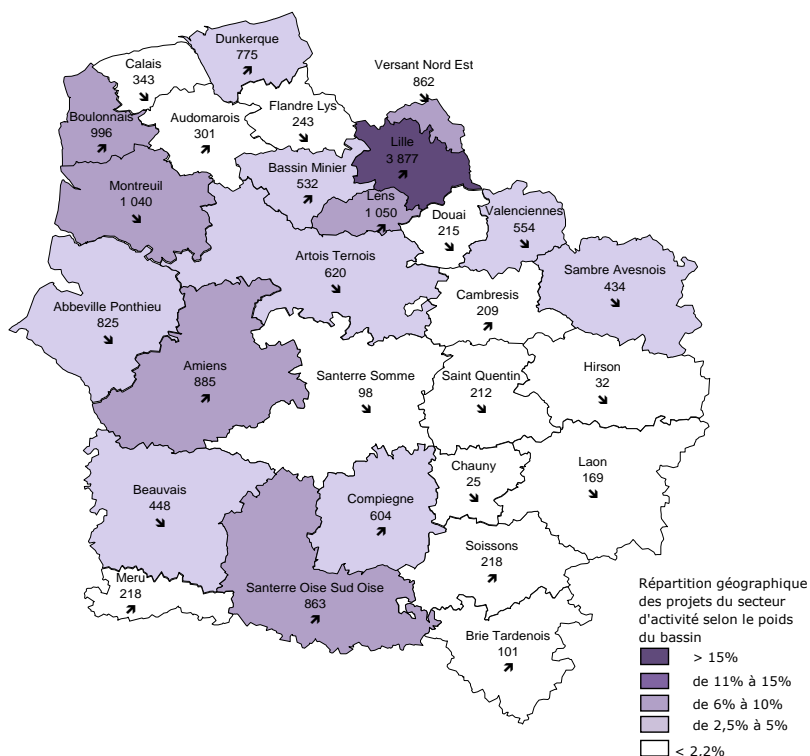 Dunkerque
775
Calais
343
Versant Nord Est
862
Boulonnais
996
Audomarois
301
Flandre Lys
243
Lille
3 877
Bassin Minier
532
Montreuil
1 040
Lens
1 050
Douai
215
Valenciennes
554
Artois Ternois
620
Sambre Avesnois
434
Abbeville Ponthieu
825
Cambresis
209
Amiens
885
Santerre Somme
98
Saint Quentin
212
Hirson
32
Beauvais
448
Compiegne
604
Chauny
25
Laon
169
Soissons
218
Meru
218
Santerre Oise Sud Oise
863
Brie Tardenois
101
Répartition géographique
des projets du secteur
d'activité selon le poids
du bassin
> 15%
de 11% à 15%
de 6% à 10%
de 2,5% à 5%
< 2,2%